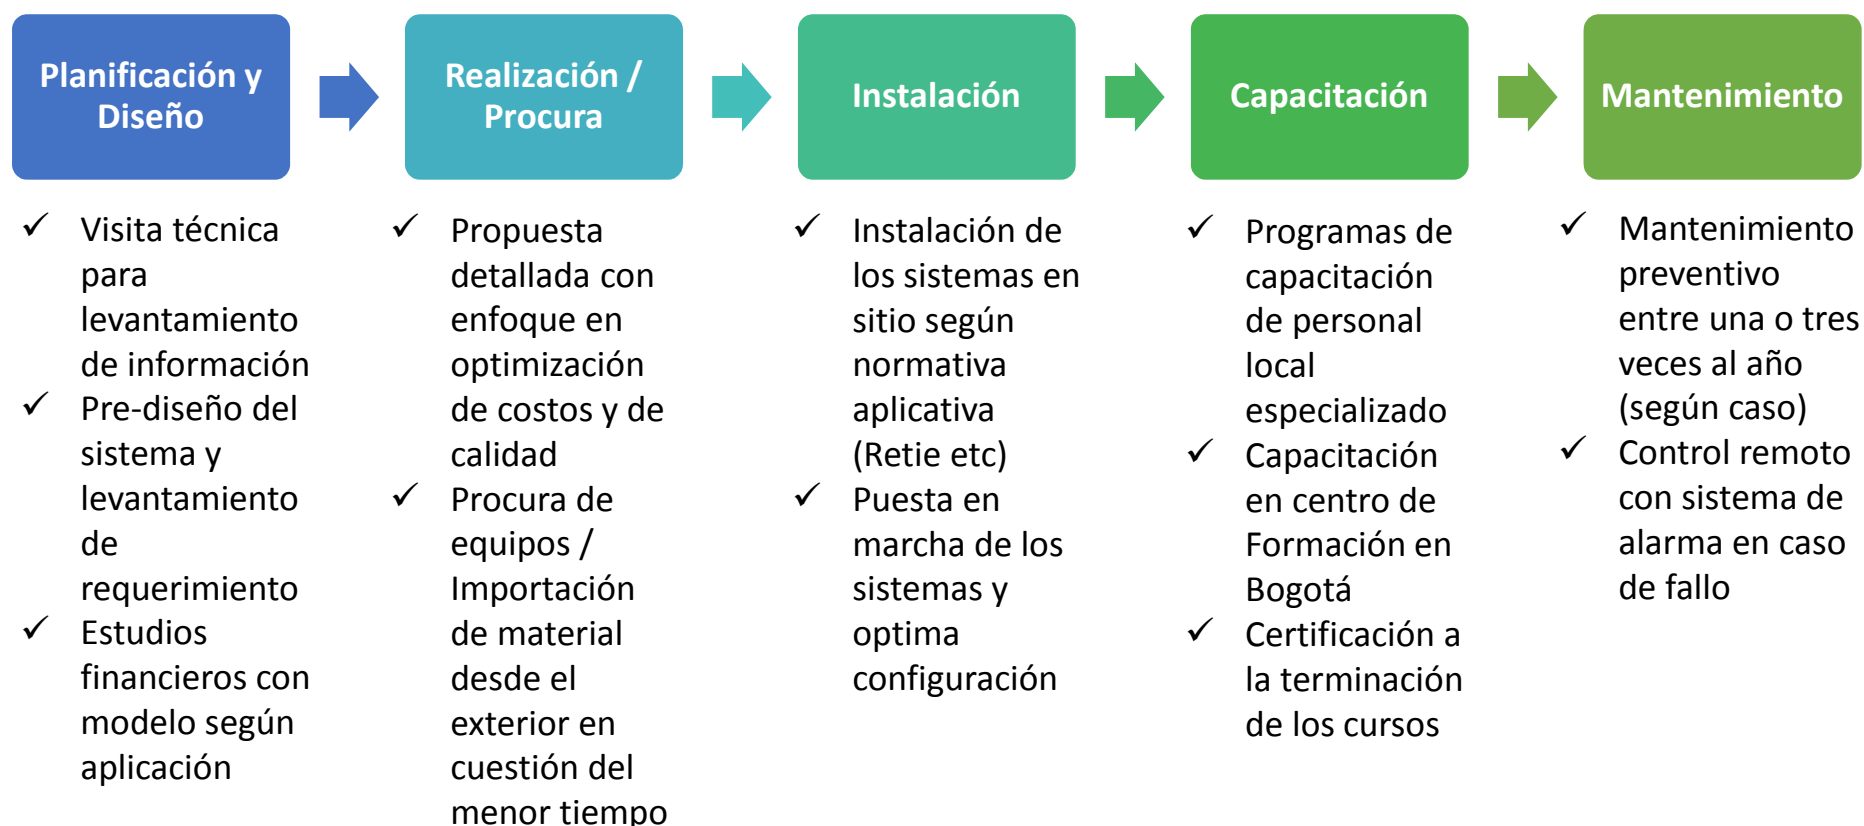 Planificación y
Diseño
Realización /
Procura
Instalación
Capacitación
Mantenimiento
✓ Visita técnica
para
levantamiento
de información
✓ Pre-diseño del
sistema y
levantamiento
de
requerimiento
✓ Estudios
financieros con
modelo según
aplicación
✓ Propuesta
detallada con
enfoque en
optimización
de costos y de
calidad
✓ Procura de
equipos /
Importación
de material
desde el
exterior en
cuestión del
menor tiempo
✓ Instalación de
los sistemas en
sitio según
normativa
aplicativa
(Retie etc)
✓ Puesta en
marcha de los
sistemas y
optima
configuración
✓ Programas de
capacitación
de personal
local
especializado
✓ Capacitación
en centro de
Formación en
Bogotá
✓ Certificación a
la terminación
de los cursos
✓ Mantenimiento
preventivo
entre una o tres
veces al año
(según caso)
✓ Control remoto
con sistema de
alarma en caso
de fallo